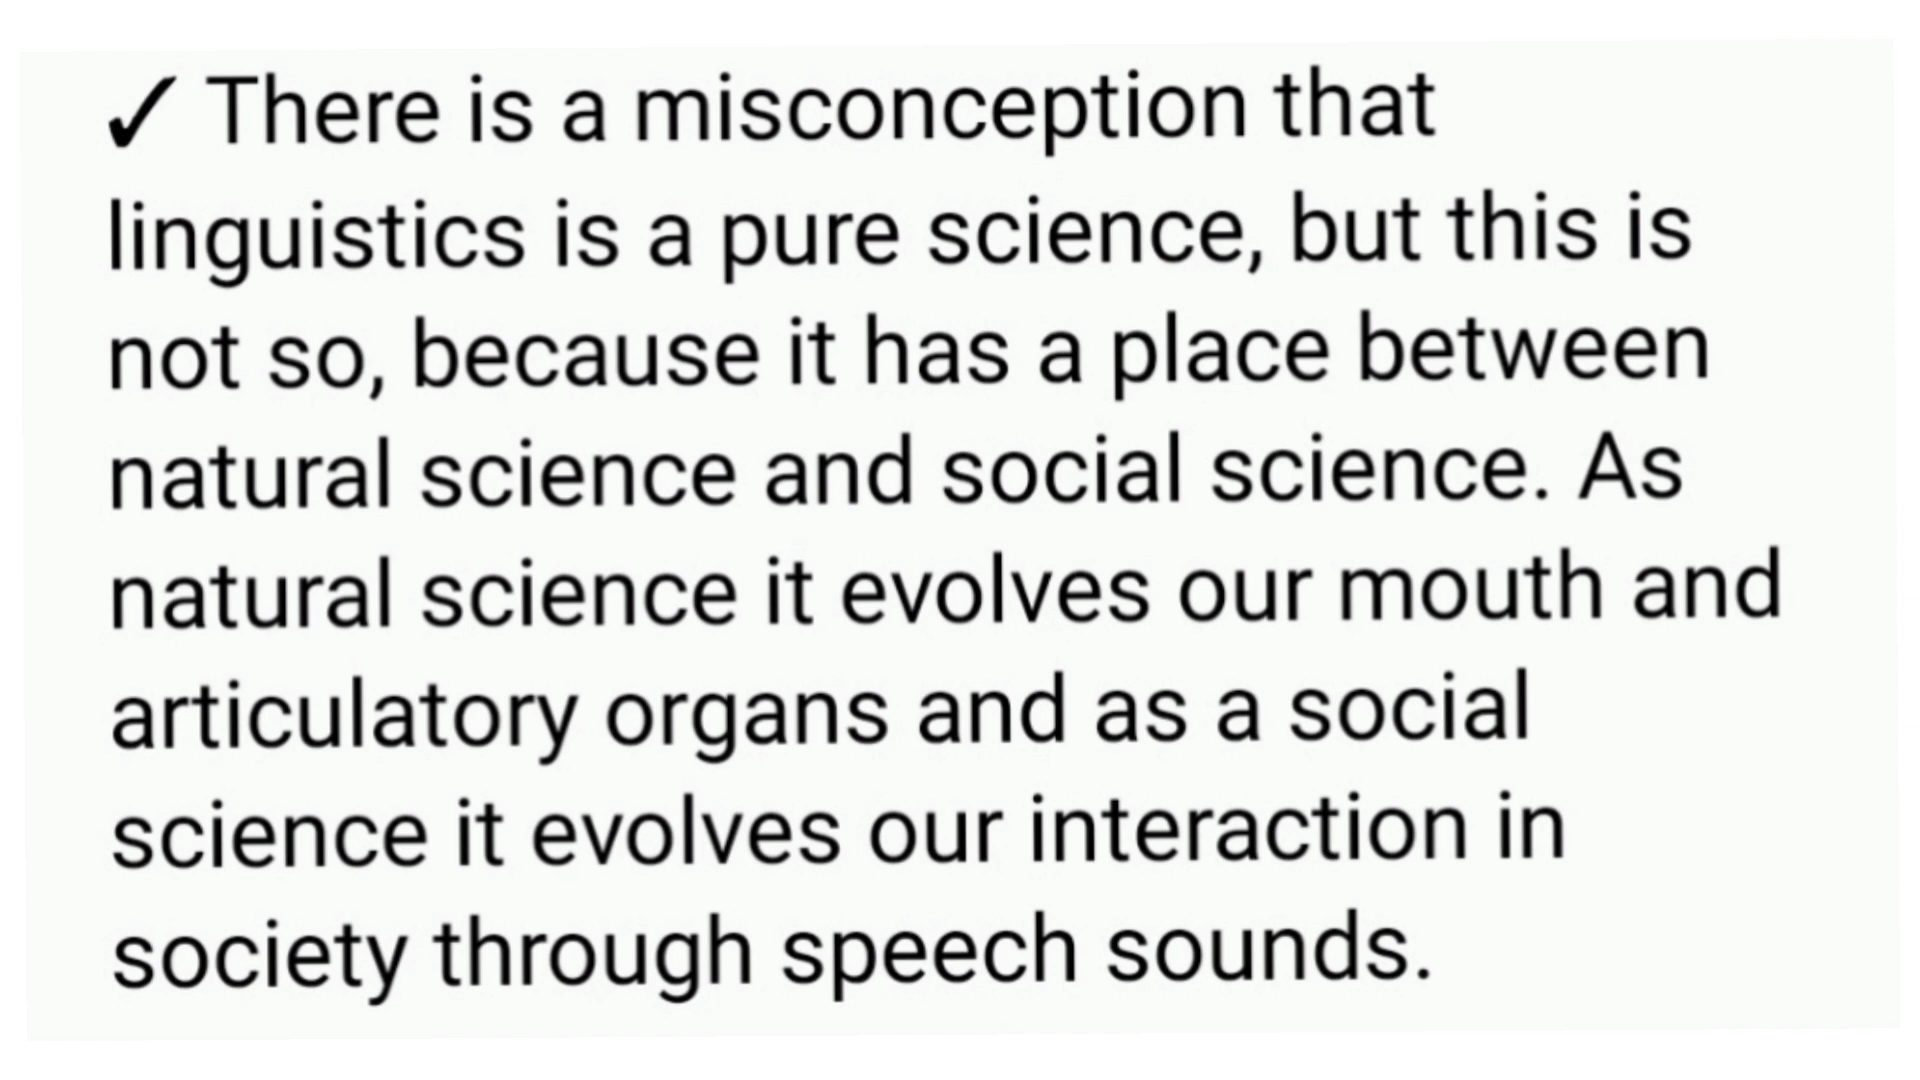 ✓ There is a misconception that
linguistics is a pure science, but this is
not so, because it has a place between
natural science and social science. As
natural science it evolves our mouth and
articulatory organs and as a social
science it evolves our interaction in
society through speech sounds.